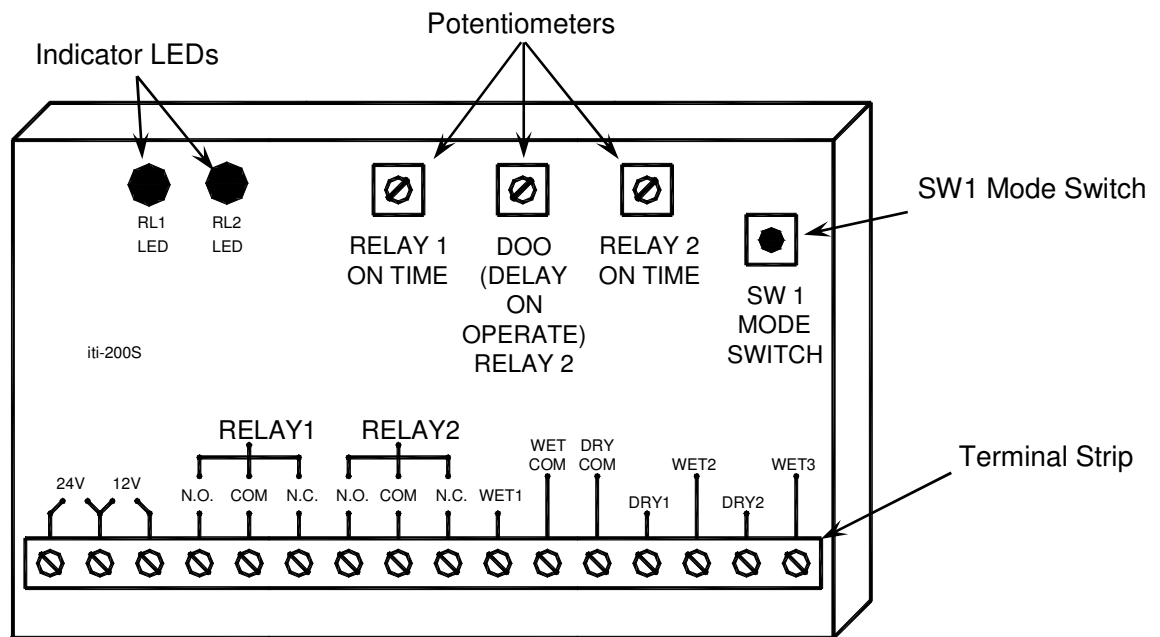 Potentiometers
Indicator LEDs
SW1 Mode Switch
RL1
LED
RL2
LED
RELAY 1
ON TIME
DOO
(DELAY
ON
OPERATE)
RELAY 2
RELAY 2
ON TIME
SW 1
MODE
SWITCH
iti-200S
RELAY1
RELAY2
24V
12V
N.O.
COM
N.C.
N.O.
COM
N.C.
WET1
WET
COM
DRY
COM
DRY1
WET2
DRY2
WET3
Terminal Strip